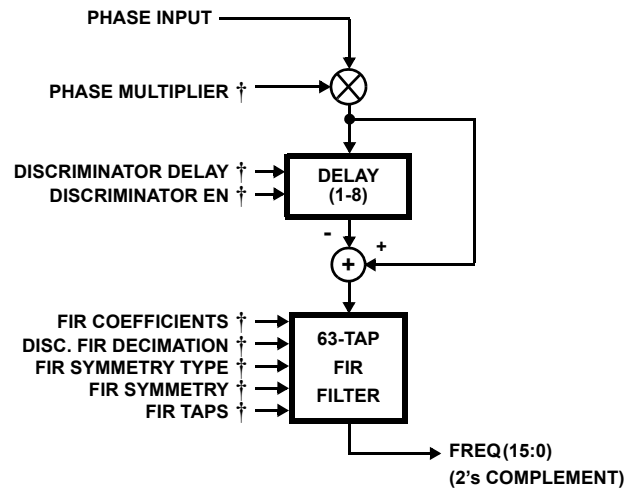 PHASE INPUT
PHASE MULTIPLIER †
DISCRIMINATOR DELAY †
DISCRIMINATOR EN †
DELAY
(1-8)
-
+
+
FIR COEFFICIENTS †
DISC. FIR DECIMATION †
FIR SYMMETRY TYPE †
FIR SYMMETRY †
FIR TAPS †
63-TAP
FIR
FILTER
FREQ(15:0)
(2's COMPLEMENT)